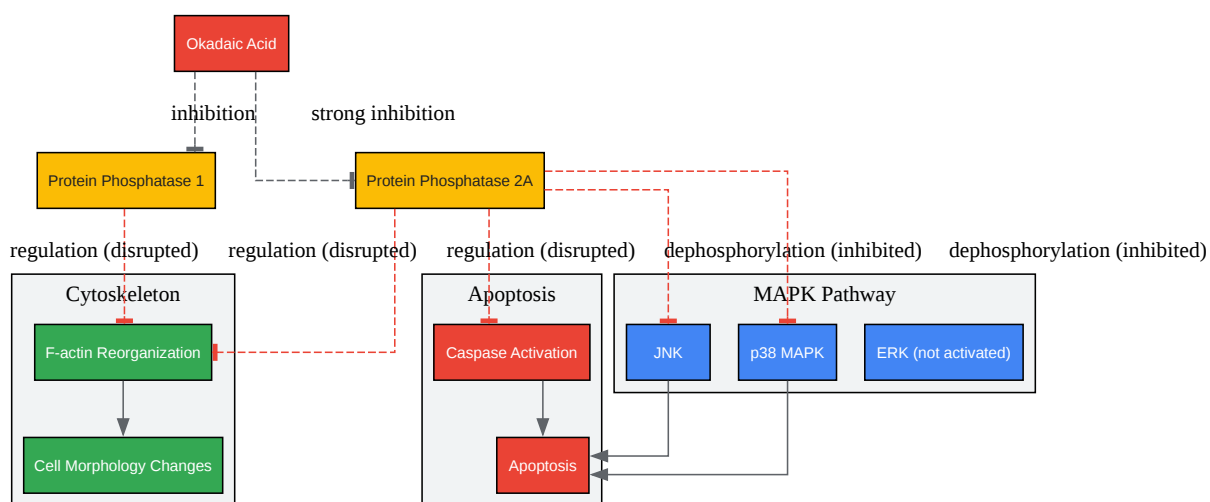 Okadaic Acid
inhibition
strong inhibition
Protein Phosphatase 1
Protein Phosphatase 2A
regulation (disrupted)
regulation (disrupted)
regulation (disrupted)
dephosphorylation (inhibited)
dephosphorylation (inhibited)
Cytoskeleton
Apoptosis
MAPK Pathway
F-actin Reorganization
Caspase Activation
JNK
p38 MAPK
ERK (not activated)
Cell Morphology Changes
Apoptosis